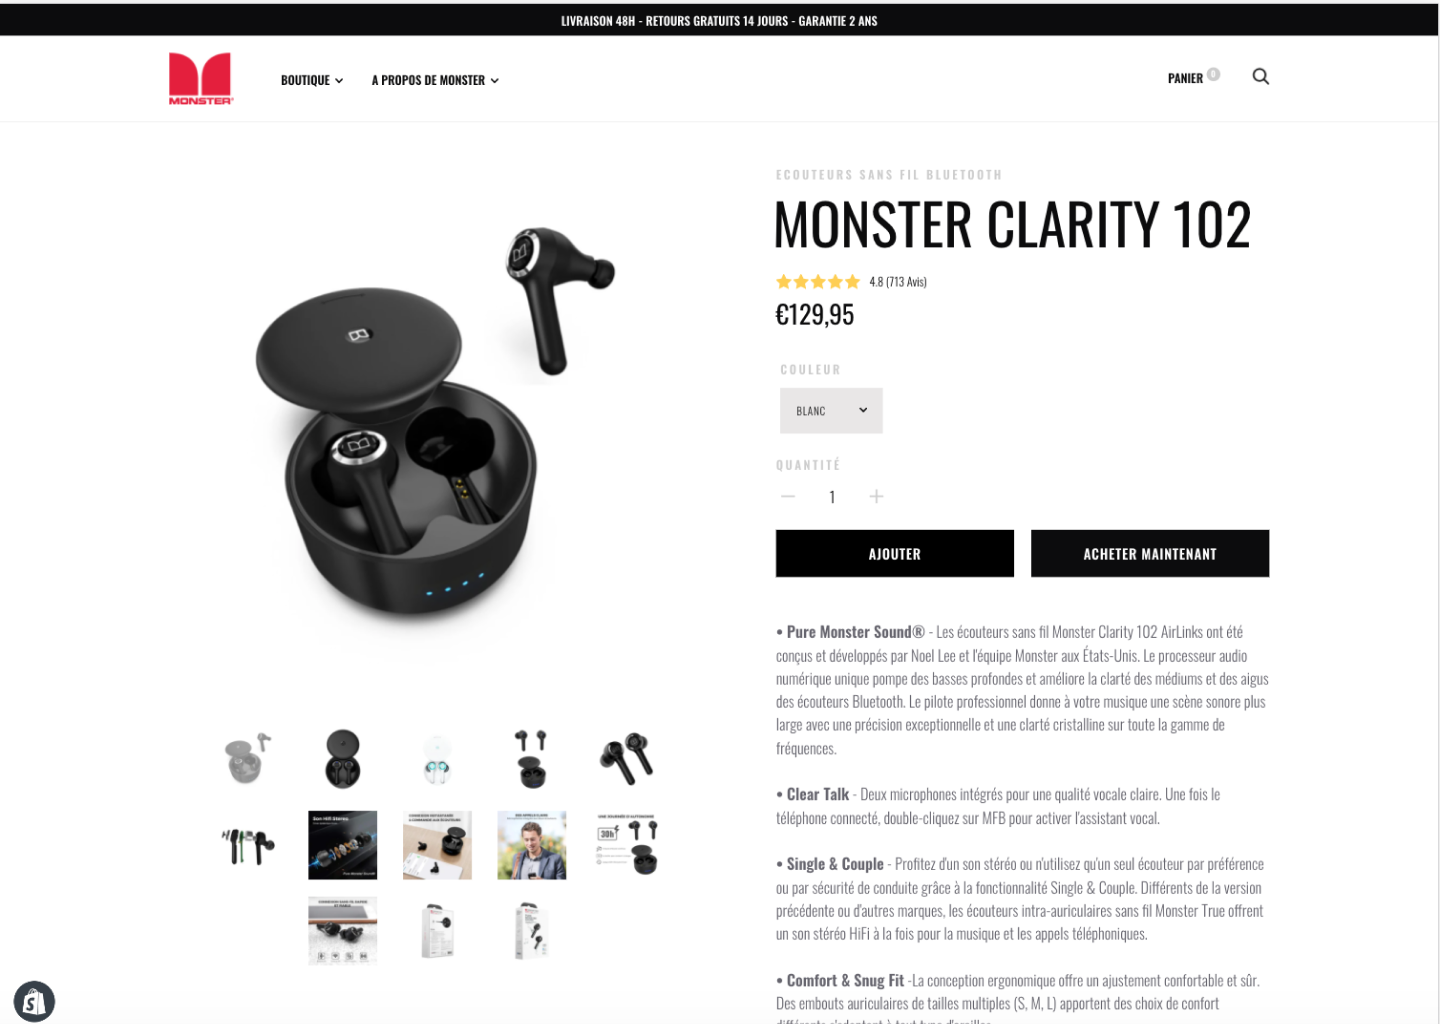 LIVRAISON 48H - RETOURS GRATUITS 14 JOURS - GARANTIE 2 ANS
MONSTER
BOUTIQUE
A PROPOS DE MONSTER
PANIER 0
ECOUTEURS SANS FIL BLUETOOTH
MONSTER CLARITY 102
4.8 (713 Avis)
€129,95
COULEUR
BLANC
QUANTITÉ
1
AJOUTER
ACHETER MAINTENANT
• Pure Monster Sound® - Les écouteurs sans fil Monster Clarity 102 AirLinks ont été
conçus et développés par Noel Lee et l'équipe Monster aux États-Unis. Le processeur audio
numérique unique pompe des basses profondes et améliore la clarté des médiums et des aigus
des écouteurs Bluetooth. Le pilote professionnel donne à votre musique une scène sonore plus
large avec une précision exceptionnelle et une clarté cristalline sur toute la gamme de
fréquences.
• Clear Talk - Deux microphones intégrés pour une qualité vocale claire. Une fois le
téléphone connecté, double-cliquez sur MFB pour activer l'assistant vocal.
• Single & Couple - Profitez d'un son stéréo ou n'utilisez qu'un seul écouteur par préférence
ou par sécurité de conduite grâce à la fonctionnalité Single & Couple. Différents de la version
précédente ou d'autres marques, les écouteurs intra-auriculaires sans fil Monster True offrent
un son stéréo HiFi à la fois pour la musique et les appels téléphoniques.
• Comfort & Snug Fit -La conception ergonomique offre un ajustement confortable et sûr.
Des embouts auriculaires de tailles multiples (S, M, L) apportent des choix de confort
Son Hifi Stereo
Pure Monster Sound®
30h